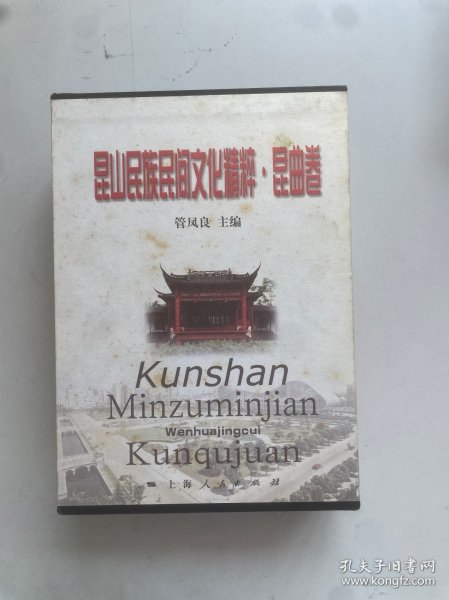 昆山民族民间文化精粹·昆曲卷
管凤良 主编
Kunshan
Minzuminjian
Wenhuajingcui
Kunqujuan
上海人民出版社
孔夫子旧书网
www.kongfz.com